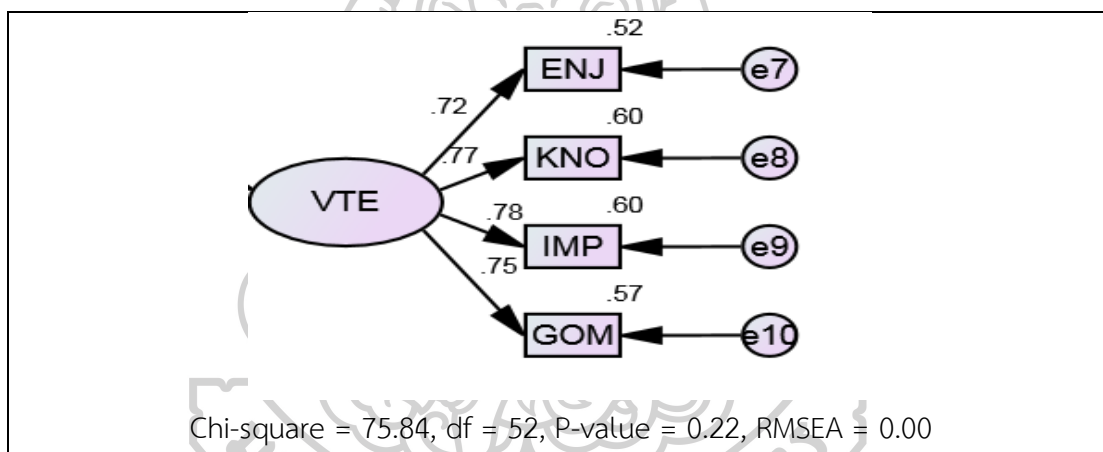 .52
ENJ
e7
.72
.60
.77
KNO
e8
VTE
.60
.78
IMP
e9
.75
.57
GOM
e10
Chi-square = 75.84, df = 52, P-value = 0.22, RMSEA = 0.00